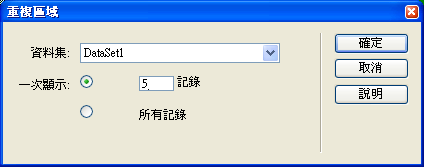 重複區域
資料集: DataSet1
確定
取消
一次顯示: 5 記錄
說明
所有記錄